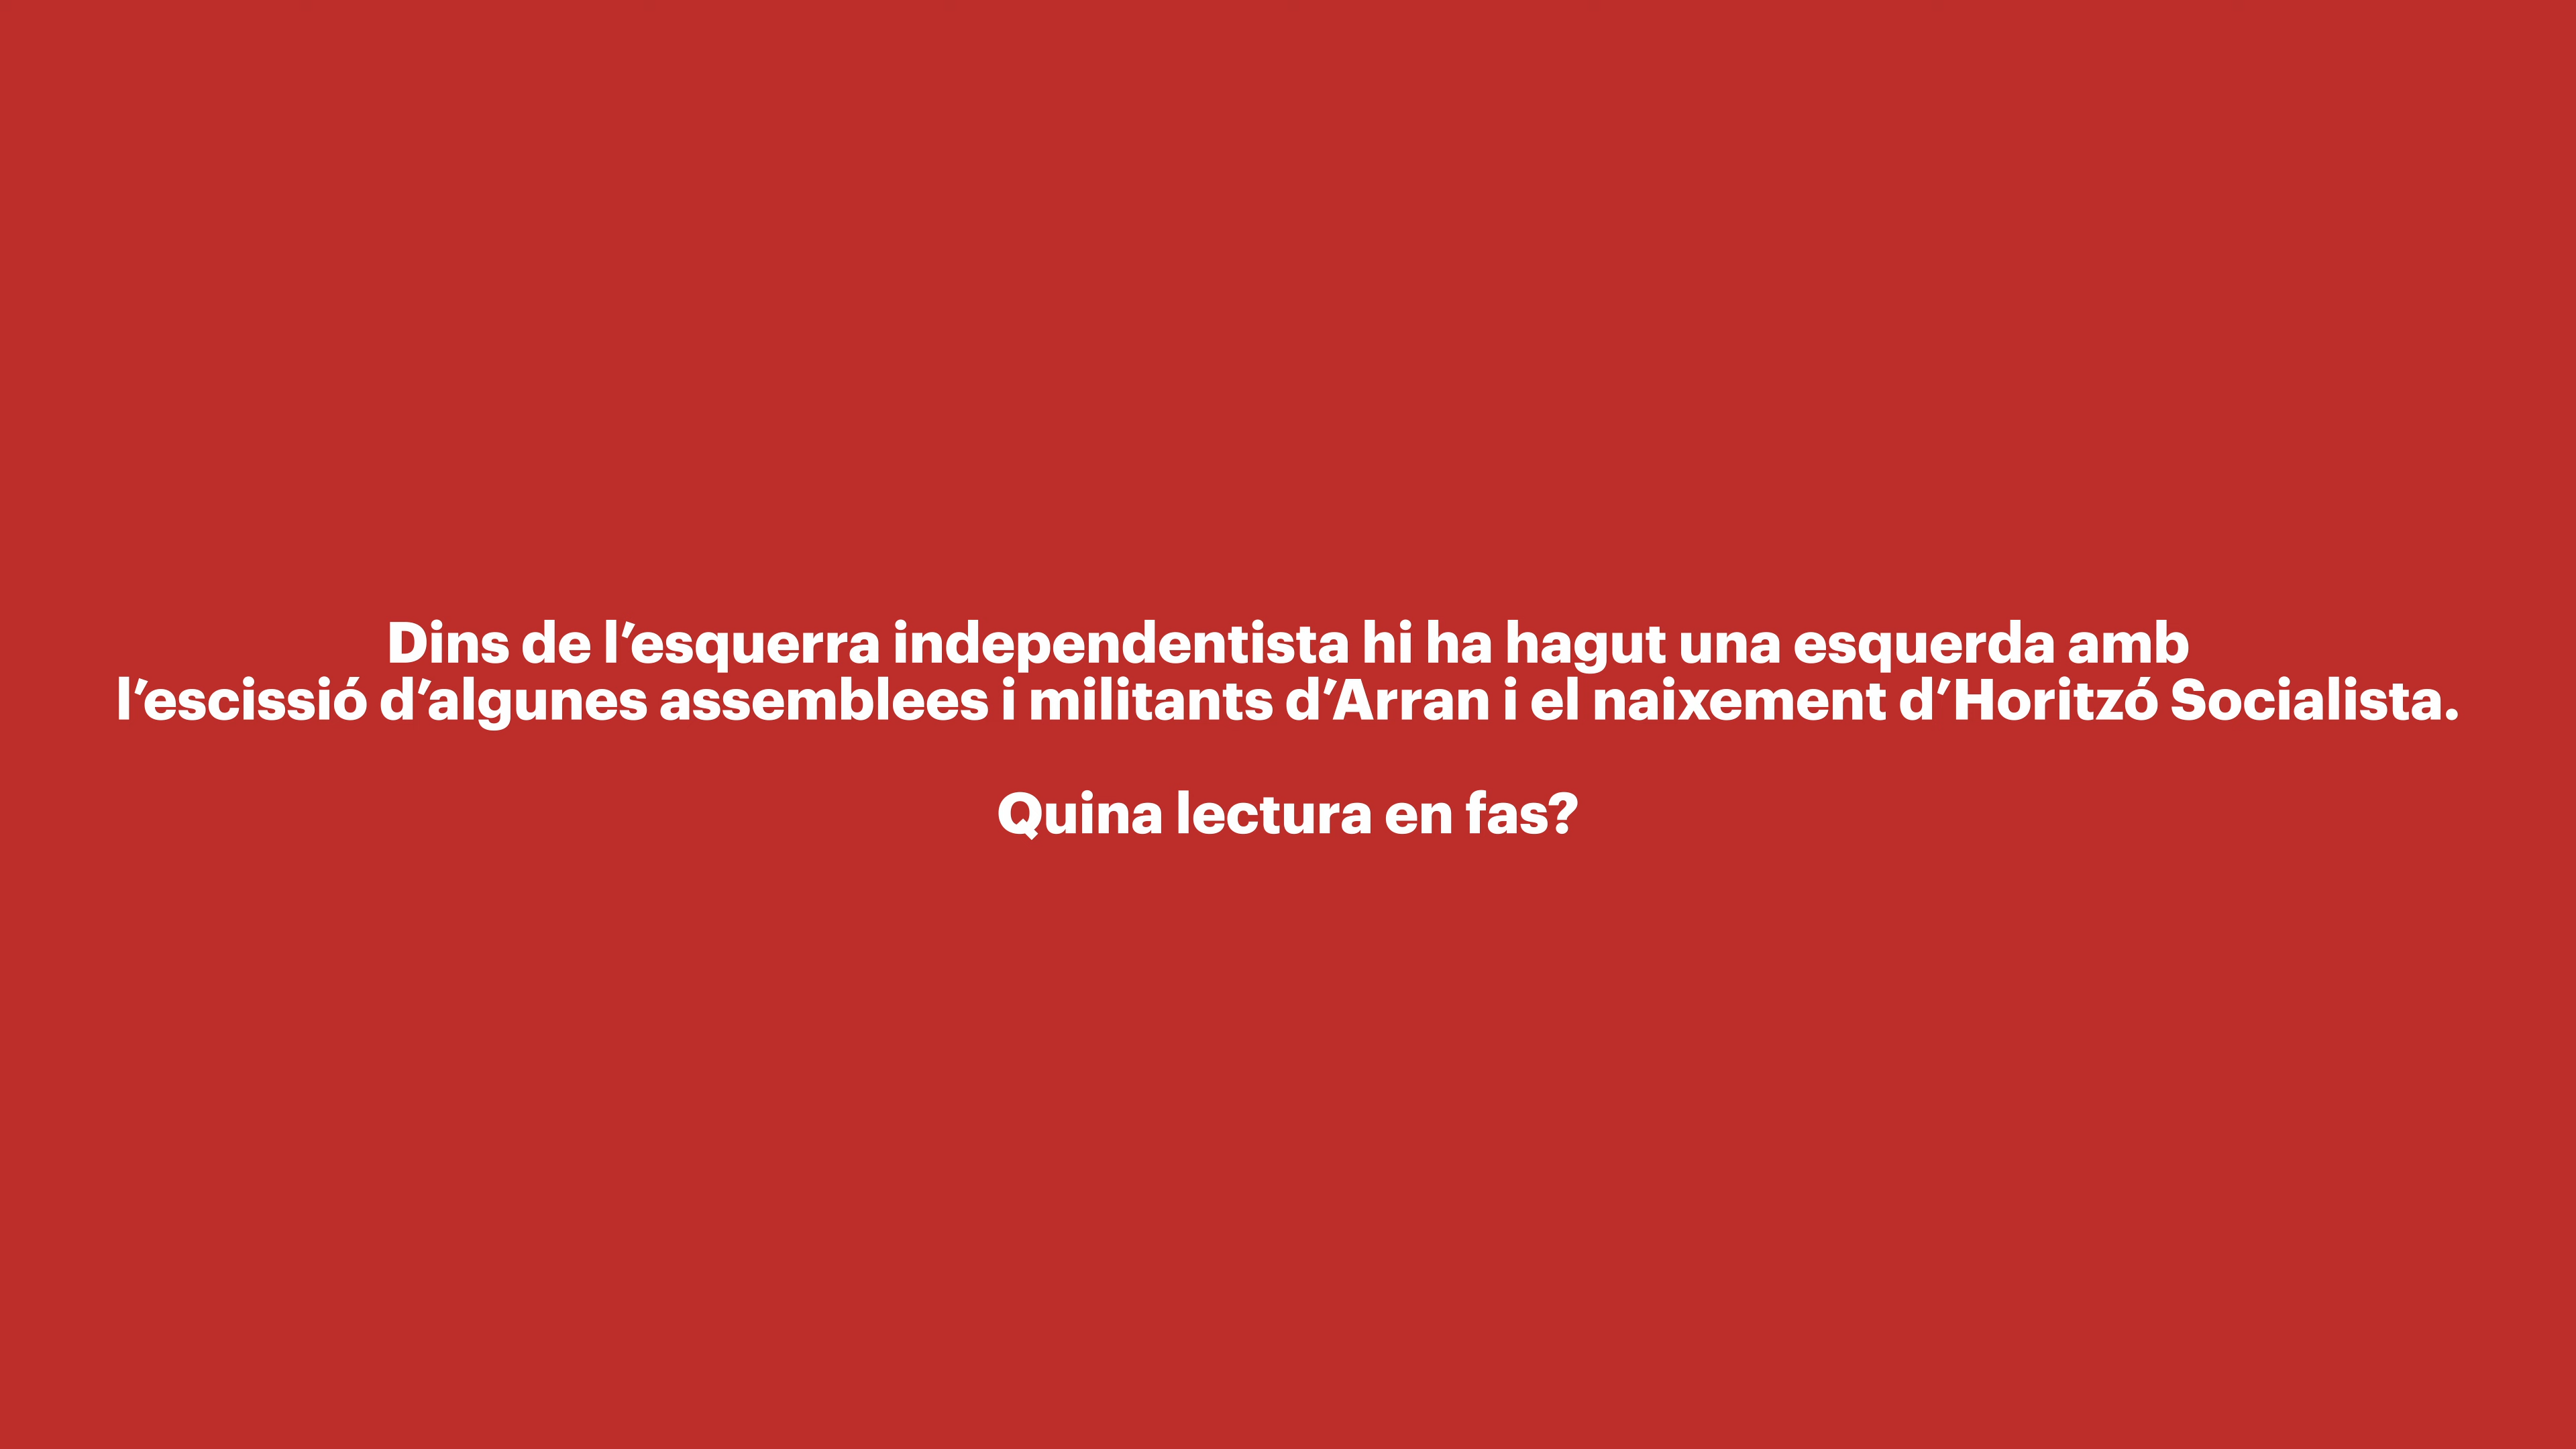 Dins de l’esquerra independentista hi ha hagut una esquerda amb
l’escissió d’algunes assemblees i militants d’Arran i el naixement d’Horitzó Socialista.
Quina lectura en fas?